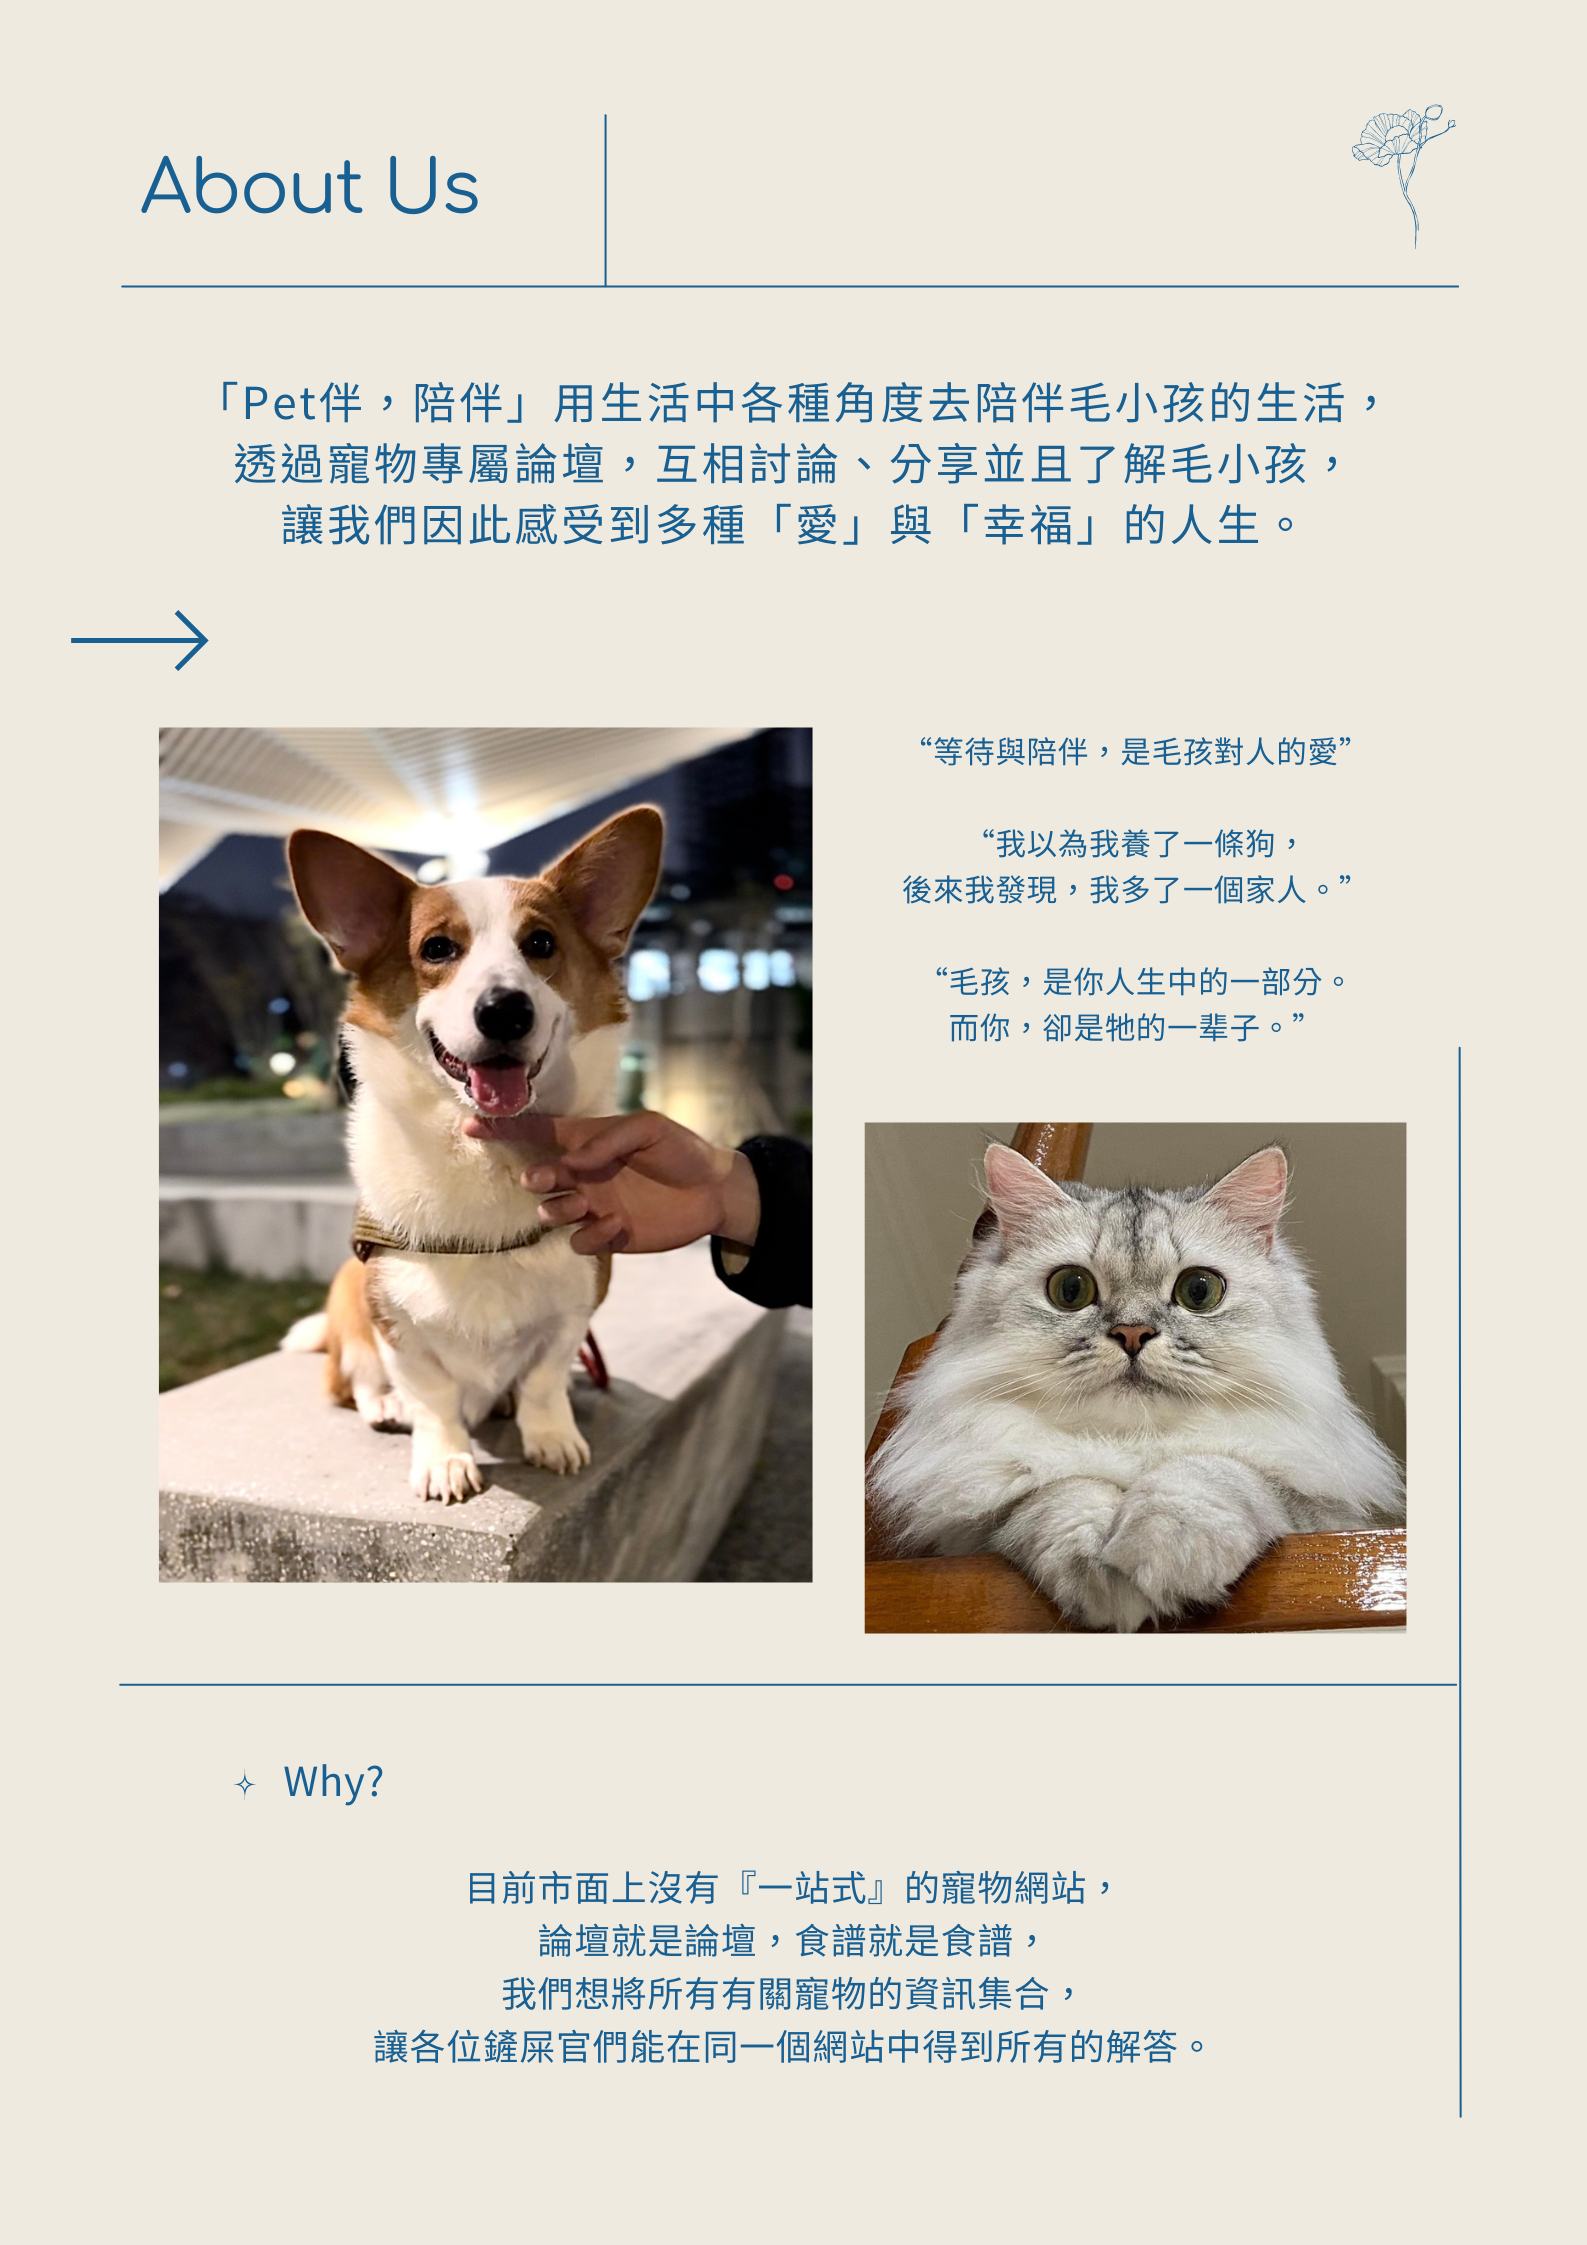 About Us
「Pet伴，陪伴」用生活中各種角度去陪伴毛小孩的生活，
透過寵物專屬論壇，互相討論、分享並且了解毛小孩，
讓我們因此感受到多種「愛」與「幸福」的人生。
“等待與陪伴，是毛孩對人的愛”
“我以為我養了一條狗，
後來我發現，我多了一個家人。”
“毛孩，是你人生中的一部分。
而你，卻是牠的一輩子。”
Why?
目前市面上沒有『一站式』的寵物網站，
論壇就是論壇，食譜就是食譜，
我們想將所有有關寵物的資訊集合，
讓各位鏟屎官們能在同一個網站中得到所有的解答。